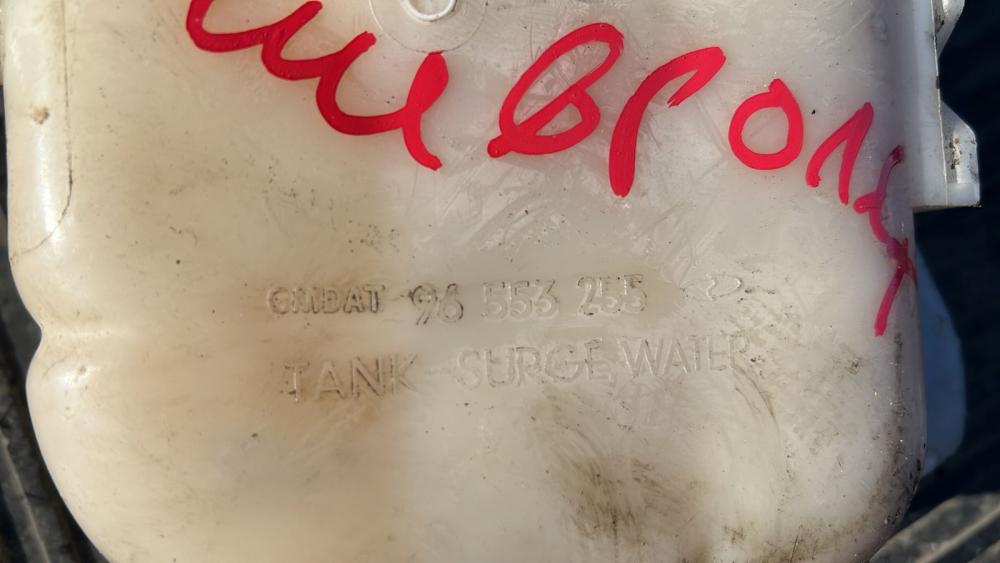 GMDAT 96 553 255
TANK-SURGE, WATER